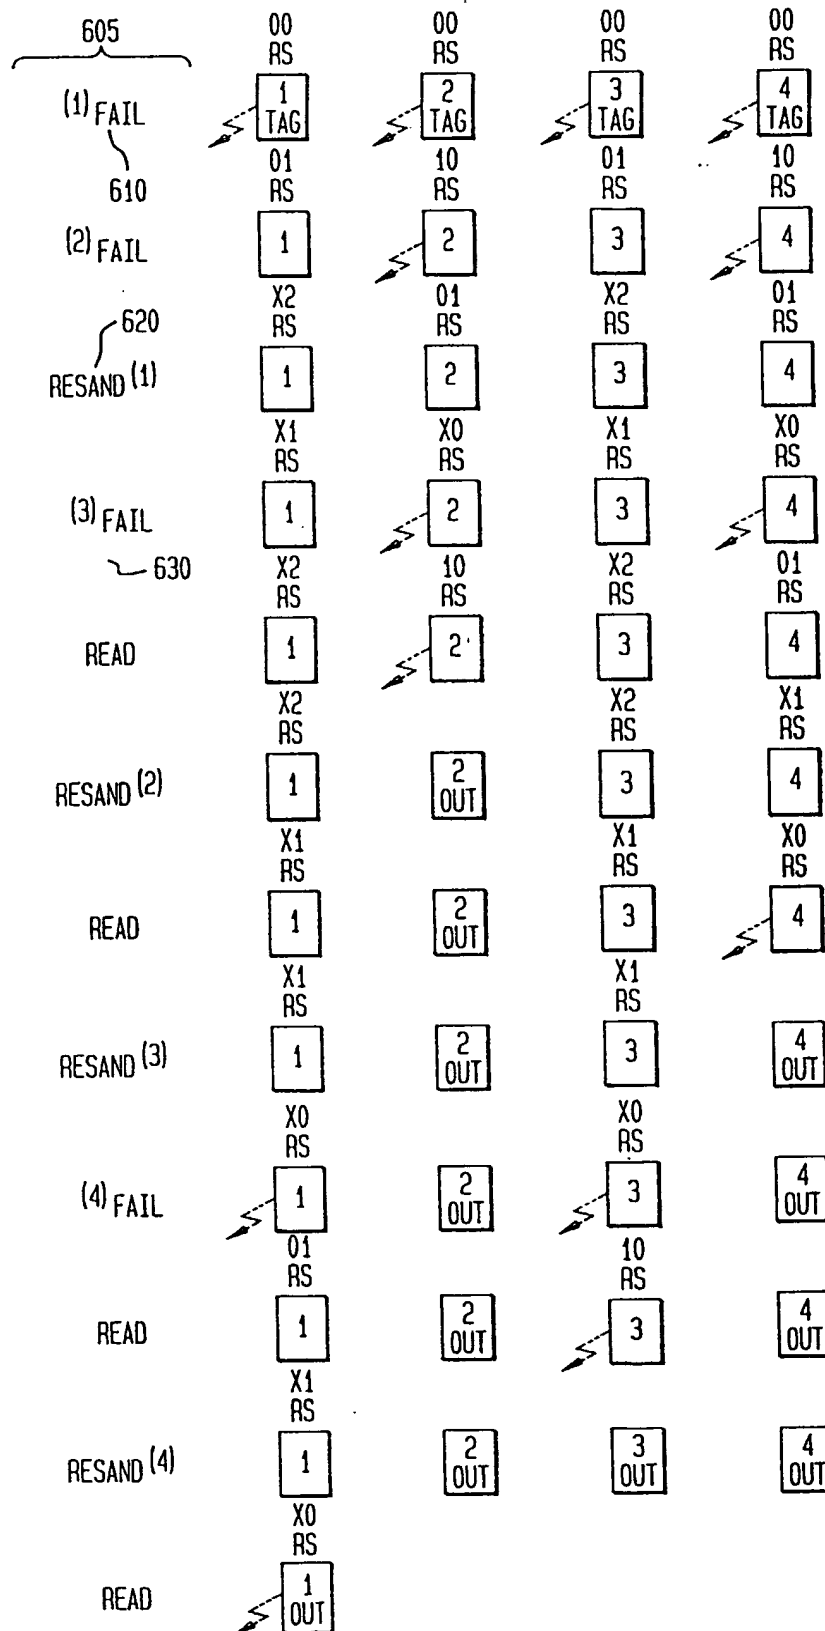 605
00 00 00 00
RS RS RS RS
(1) FAIL 1 2 3 4
TAG TAG TAG TAG
610
01 10 01 10
RS RS RS RS
(2) FAIL 1 2 3 4
620
X2 01 X2 01
RS RS RS RS
RESAND (1) 1 2 3 4
X1 X0 X1 X0
RS RS RS RS
(3) FAIL 1 2 3 4
630
X2 10 X2 01
RS RS RS RS
READ 1 2 3 4
X2 X2 X1
RS RS RS
RESAND (2) 1 2 3 4
OUT
X1 X1 X0
RS RS RS
READ 1 2 3 4
OUT
X1 X1
RS RS
RESAND (3) 1 2 3 4
OUT OUT
X0 X0
RS RS
(4) FAIL 1 2 3 4
OUT OUT
01 10
RS RS
READ 1 2 3 4
OUT OUT
X1
RS
RESAND (4) 1 2 3 4
OUT OUT OUT
X0
RS
READ 1
OUT